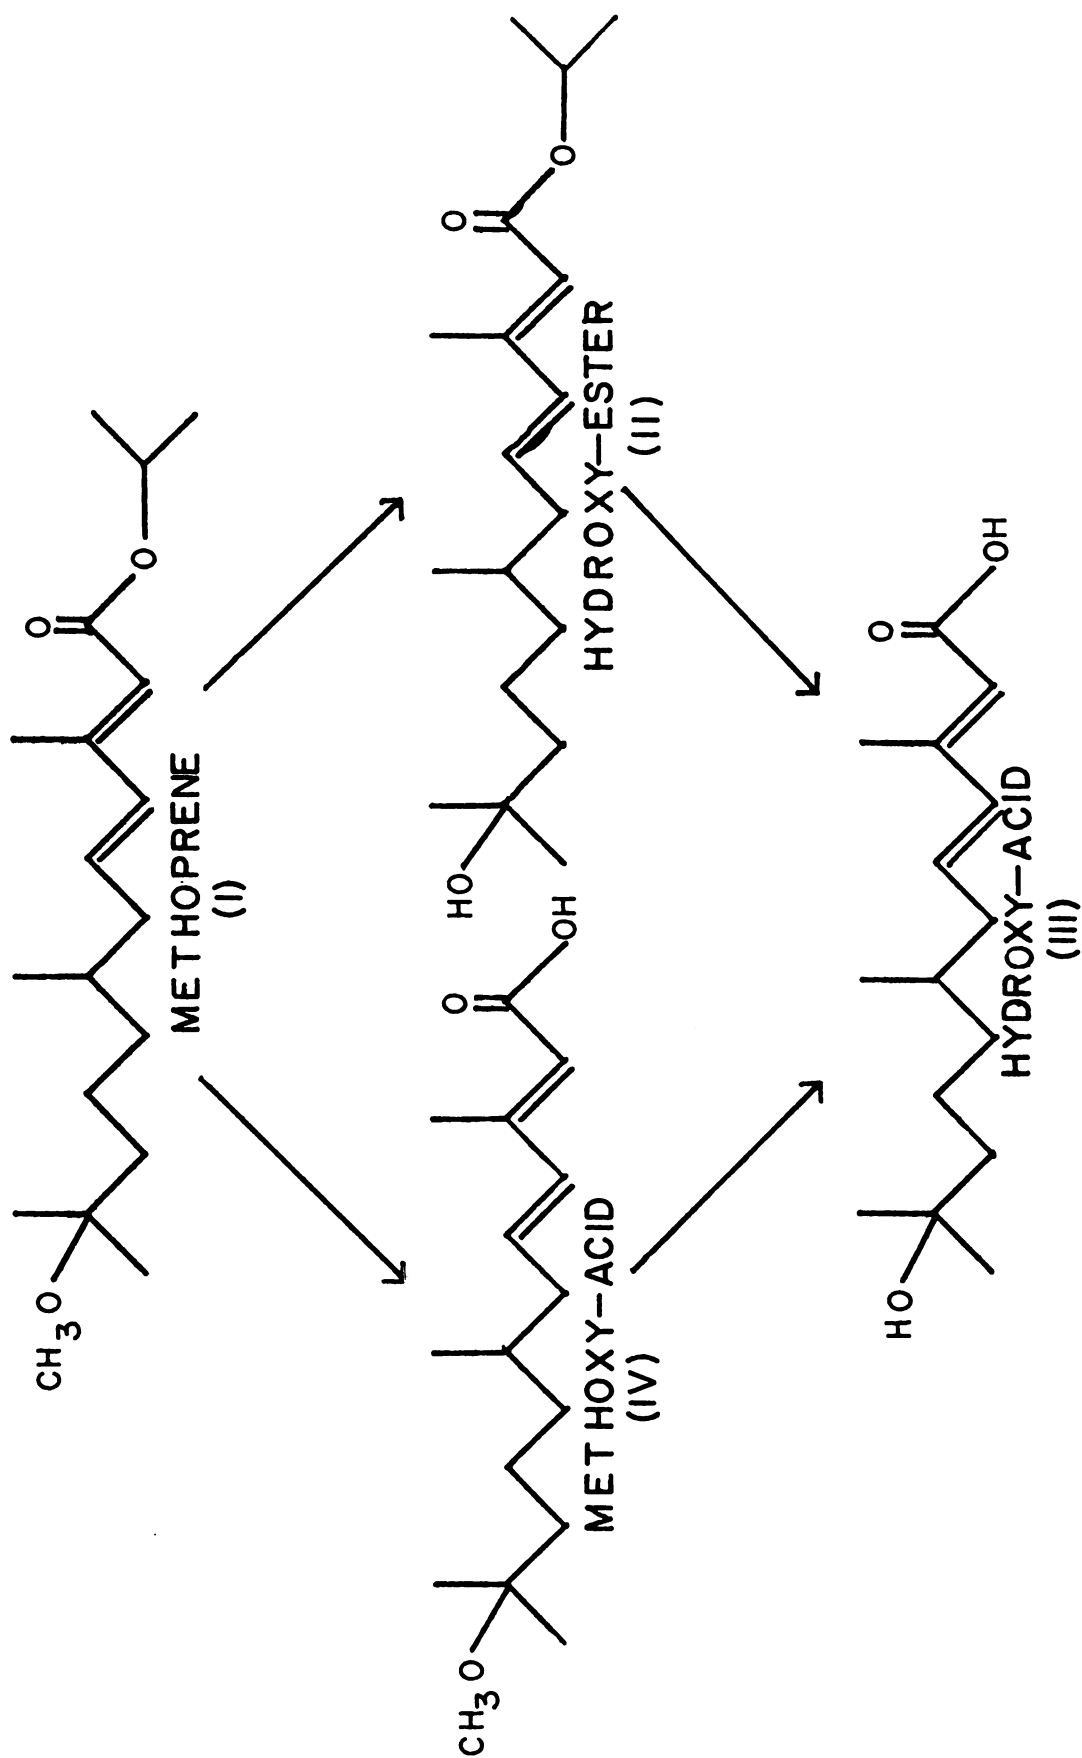 O
CH3O
O
METHOPRENE
(I)
O
CH3O
OH
METHOXY-ACID
(IV)
O
HO
O
HYDROXY-ESTER
(II)
O
HO
OH
HYDROXY-ACID
(III)